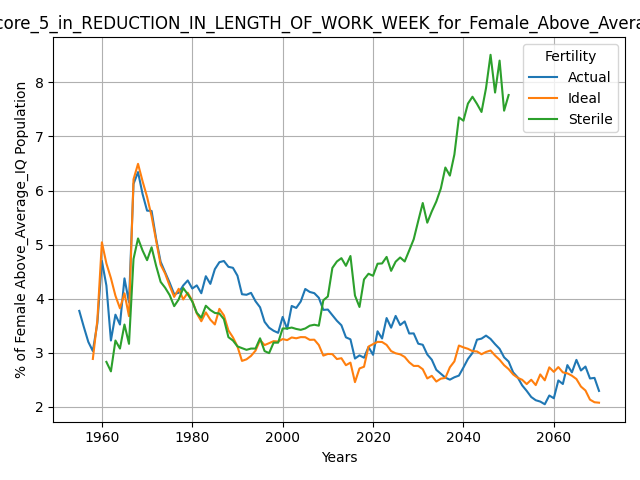 core_5_in_REDUCTION_IN_LENGTH_OF_WORK_WEEK_for_Female_Above_Avera
Fertility
Actual
Ideal
Sterile
% of Female Above_Average_IQ Population
8
7
6
5
4
3
2
1960 1980 2000 2020 2040 2060
Years